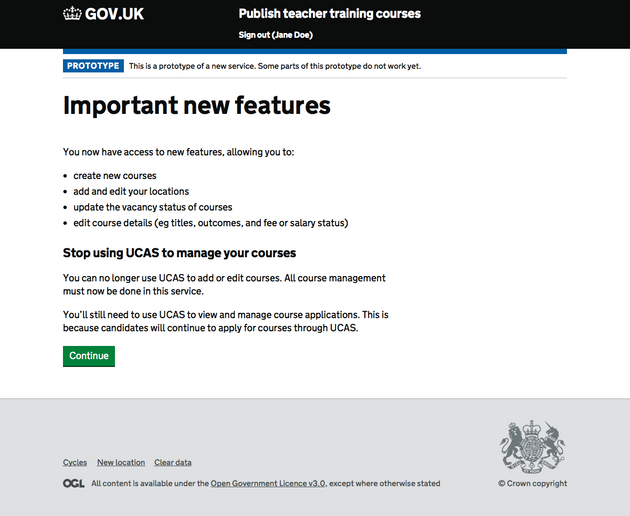 GOV.UK
Publish teacher training courses
Sign out (Jane Doe)
PROTOTYPE This is a prototype of a new service. Some parts of this prototype do not work yet.
Important new features
You now have access to new features, allowing you to:
• create new courses
• add and edit your locations
• update the vacancy status of courses
• edit course details (eg titles, outcomes, and fee or salary status)
Stop using UCAS to manage your courses
You can no longer use UCAS to add or edit courses. All course management
must now be done in this service.
You’ll still need to use UCAS to view and manage course applications. This is
because candidates will continue to apply for courses through UCAS.
Continue
Cycles New location Clear data
OGL All content is available under the Open Government Licence v3.0, except where otherwise stated
© Crown copyright